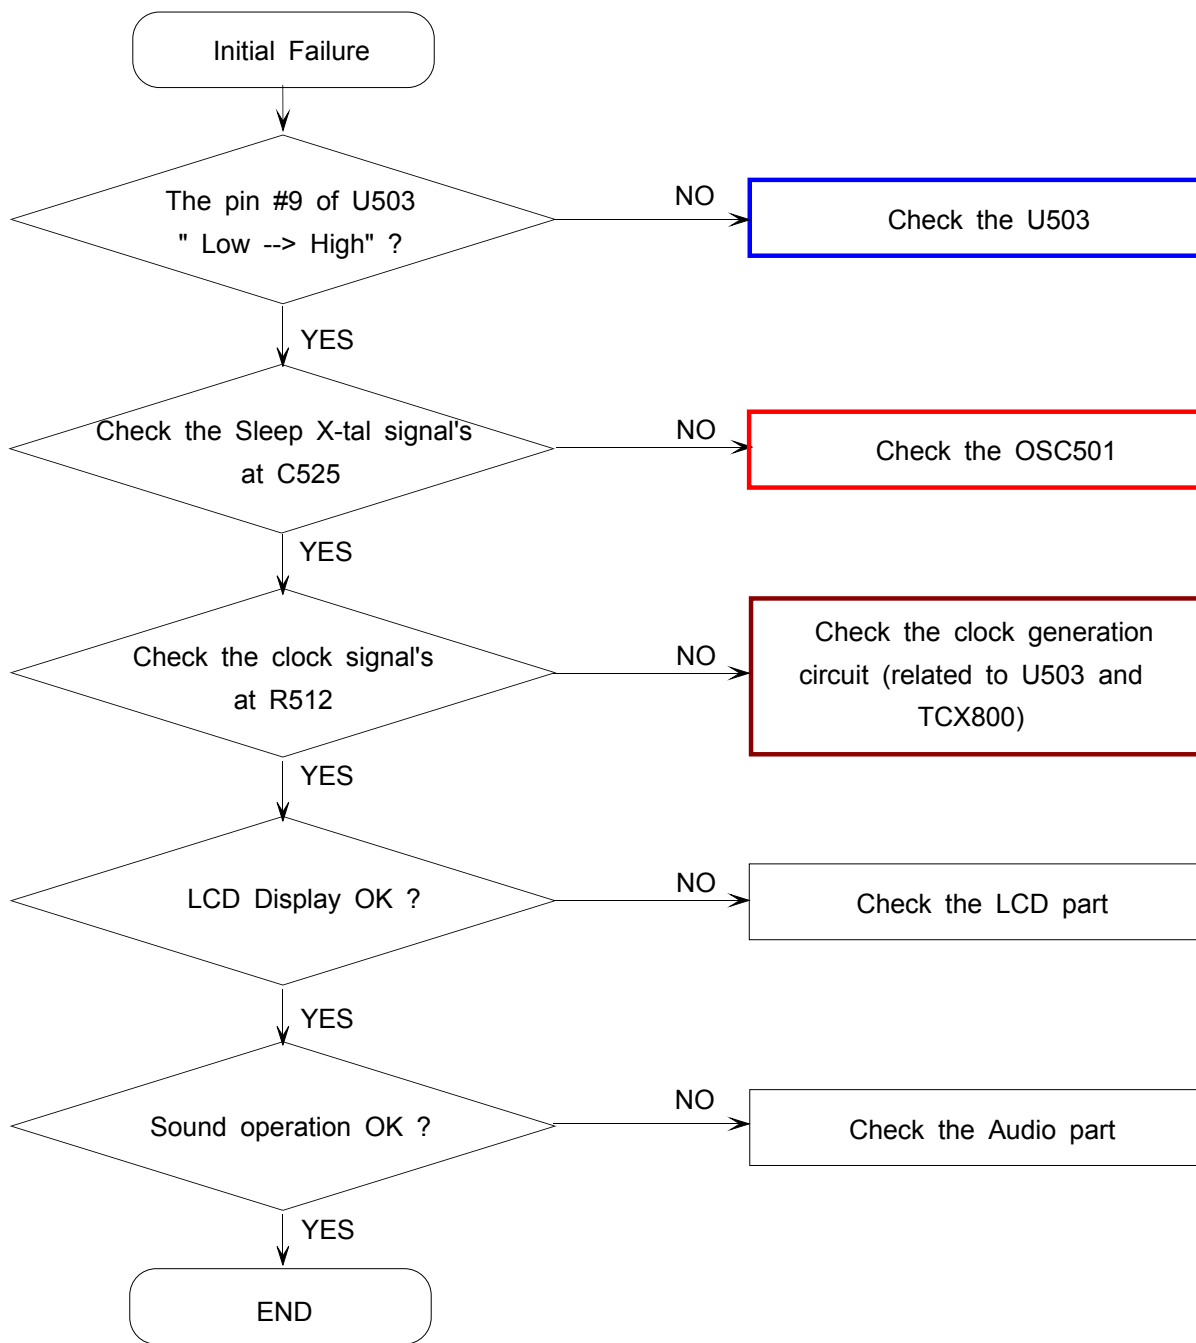 Initial Failure
The pin #9 of U503
" Low --> High" ?
NO
Check the U503
YES
Check the Sleep X-tal signal's
at C525
NO
Check the OSC501
YES
Check the clock signal's
at R512
NO
Check the clock generation
circuit (related to U503 and
TCX800)
YES
LCD Display OK ?
NO
Check the LCD part
YES
Sound operation OK ?
NO
Check the Audio part
YES
END